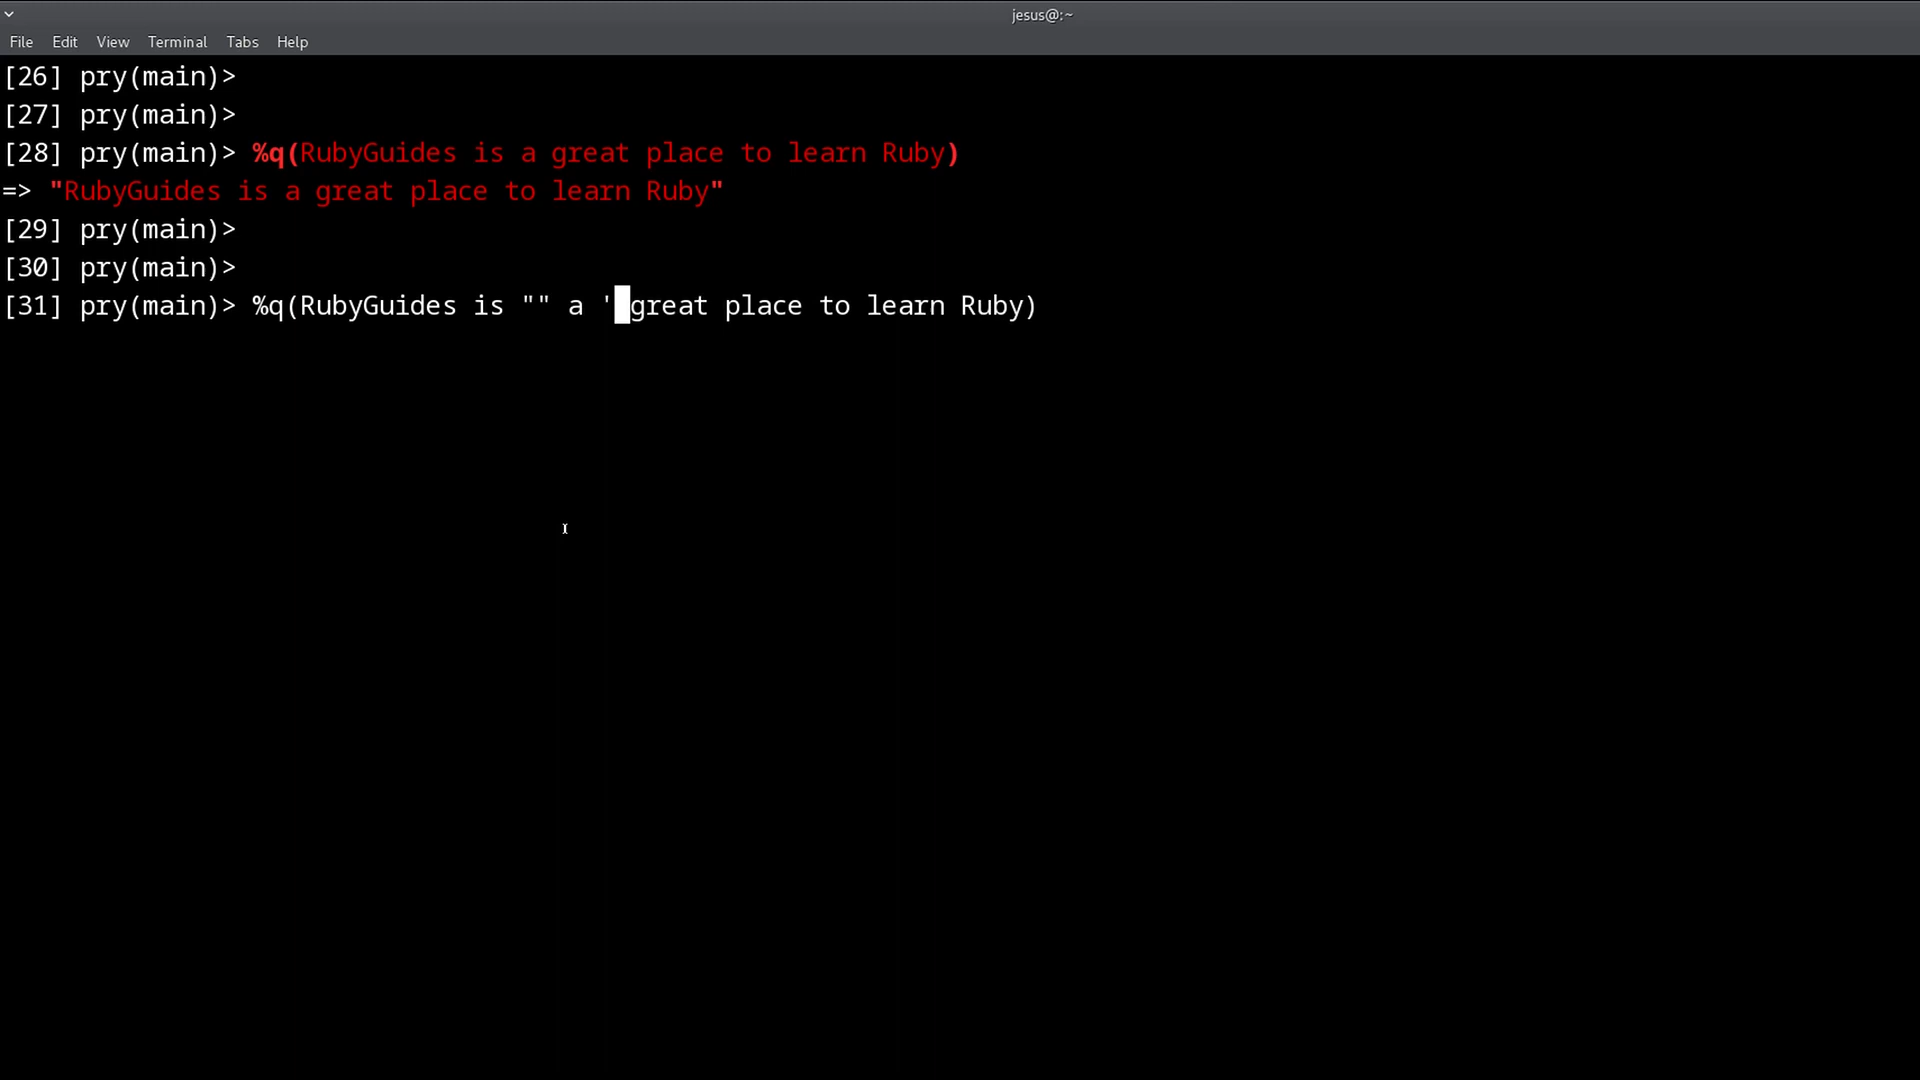 jesus@:~
File Edit View Terminal Tabs Help
[26] pry(main)>
[27] pry(main)>
[28] pry(main)> %q(RubyGuides is a great place to learn Ruby)
=> "RubyGuides is a great place to learn Ruby"
[29] pry(main)>
[30] pry(main)>
[31] pry(main)> %q(RubyGuides is "" a ' great place to learn Ruby)